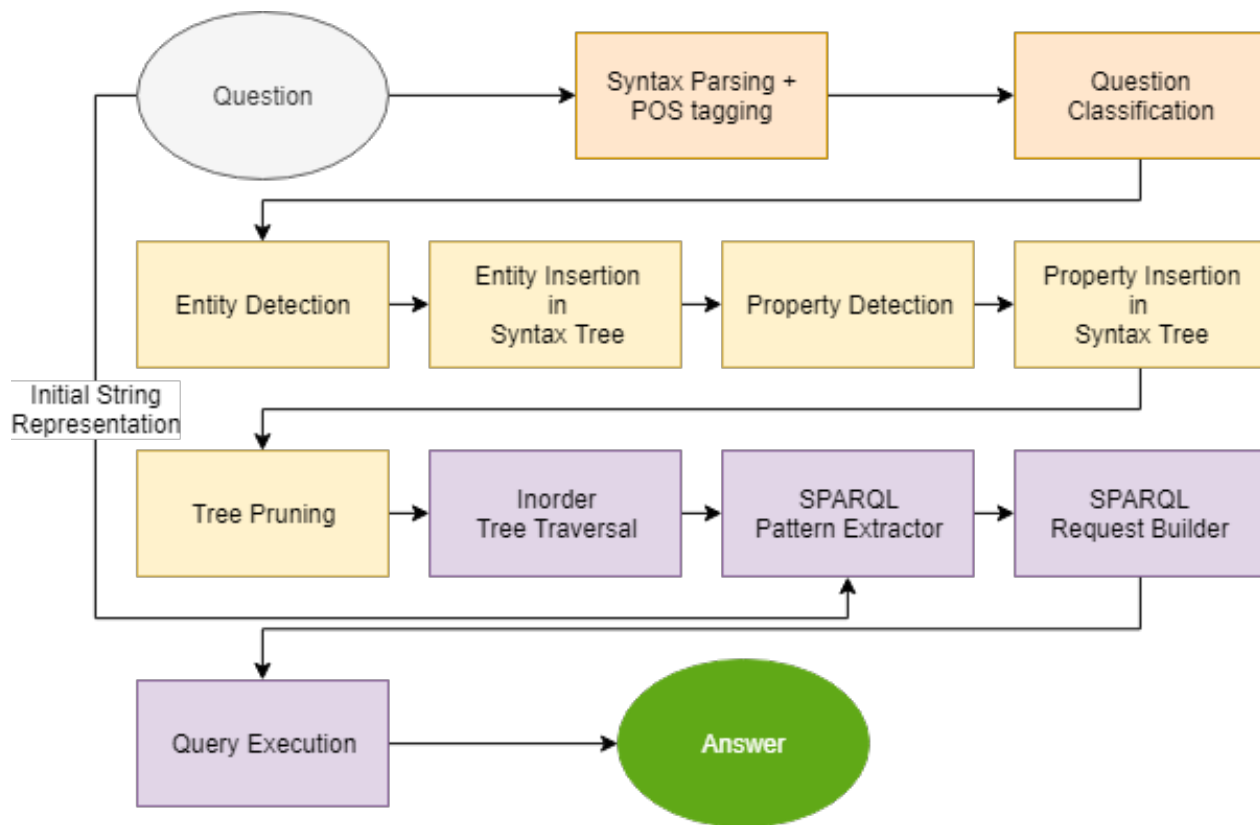 Question
Syntax Parsing +
POS tagging
Question
Classification
Entity Detection
Entity Insertion
in
Syntax Tree
Property Detection
Property Insertion
in
Syntax Tree
Initial String
Representation
Tree Pruning
Inorder
Tree Traversal
SPARQL
Pattern Extractor
SPARQL
Request Builder
Query Execution
Answer